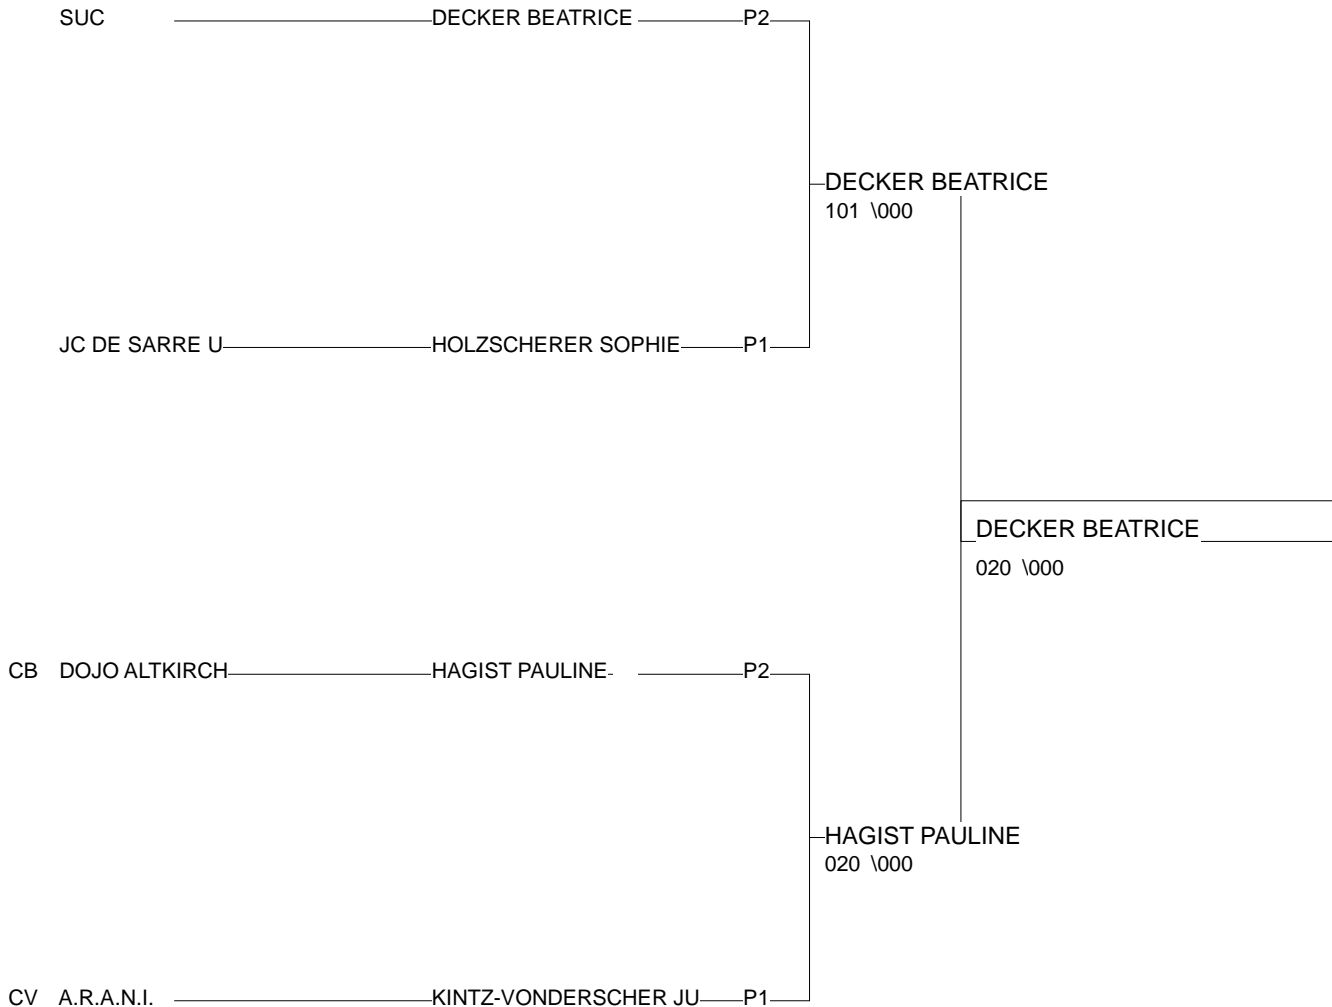 SUC DECKER BEATRICE P2
DECKER BEATRICE
101 \000
JC DE SARRE U HOLZSCHERER SOPHIE P1
DECKER BEATRICE
020 \000
CB DOJO ALTKIRCH HAGIST PAULINE P2
HAGIST PAULINE
020 \000
CV A.R.A.N.I. KINTZ-VONDERSCHER JU P1